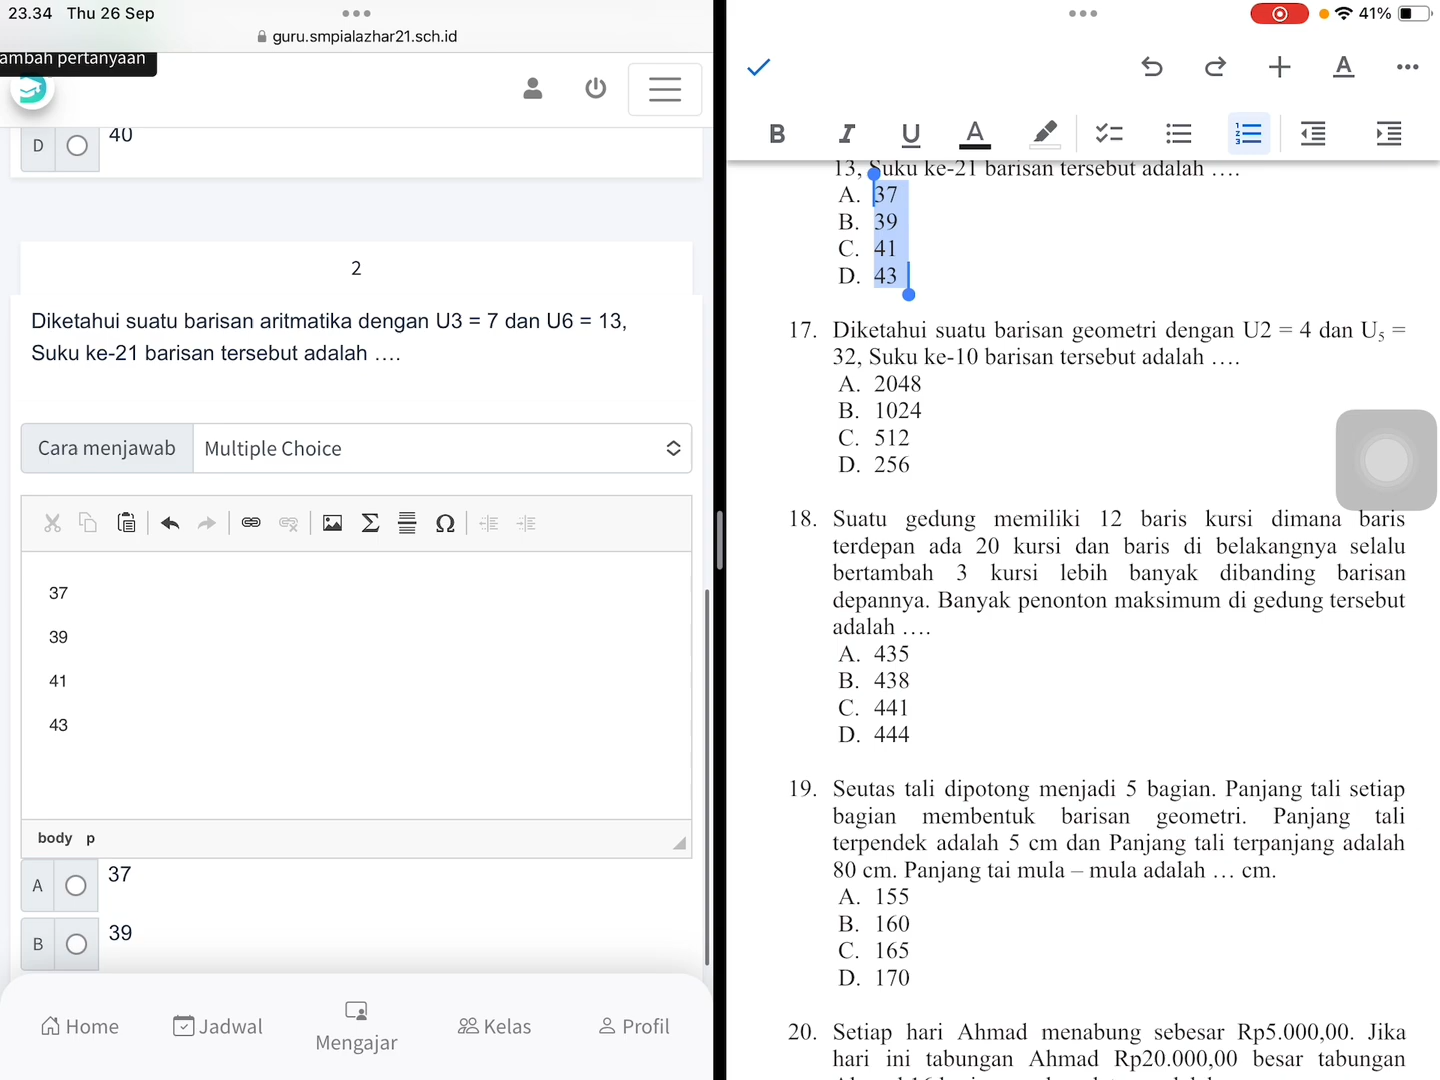 23.34 Thu 26 Sep
41%
guru.smpialazhar21.sch.id
ambah pertanyaan
D 40
2
Diketahui suatu barisan aritmatika dengan U3 = 7 dan U6 = 13,
Suku ke-21 barisan tersebut adalah ….
Cara menjawab Multiple Choice
37
39
41
43
body p
A 37
B 39
Home
Jadwal
Mengajar
Kelas
Profil
B I U A
13, Suku ke-21 barisan tersebut adalah ….
A. 37
B. 39
C. 41
D. 43
17. Diketahui suatu barisan geometri dengan U2 = 4 dan U₅ =
32, Suku ke-10 barisan tersebut adalah ….
A. 2048
B. 1024
C. 512
D. 256
18. Suatu gedung memiliki 12 baris kursi dimana baris
terdepan ada 20 kursi dan baris di belakangnya selalu
bertambah 3 kursi lebih banyak dibanding barisan
depannya. Banyak penonton maksimum di gedung tersebut
adalah ….
A. 435
B. 438
C. 441
D. 444
19. Seutas tali dipotong menjadi 5 bagian. Panjang tali setiap
bagian membentuk barisan geometri. Panjang tali
terpendek adalah 5 cm dan Panjang tali terpanjang adalah
80 cm. Panjang tai mula – mula adalah … cm.
A. 155
B. 160
C. 165
D. 170
20. Setiap hari Ahmad menabung sebesar Rp5.000,00. Jika
hari ini tabungan Ahmad Rp20.000,00 besar tabungan